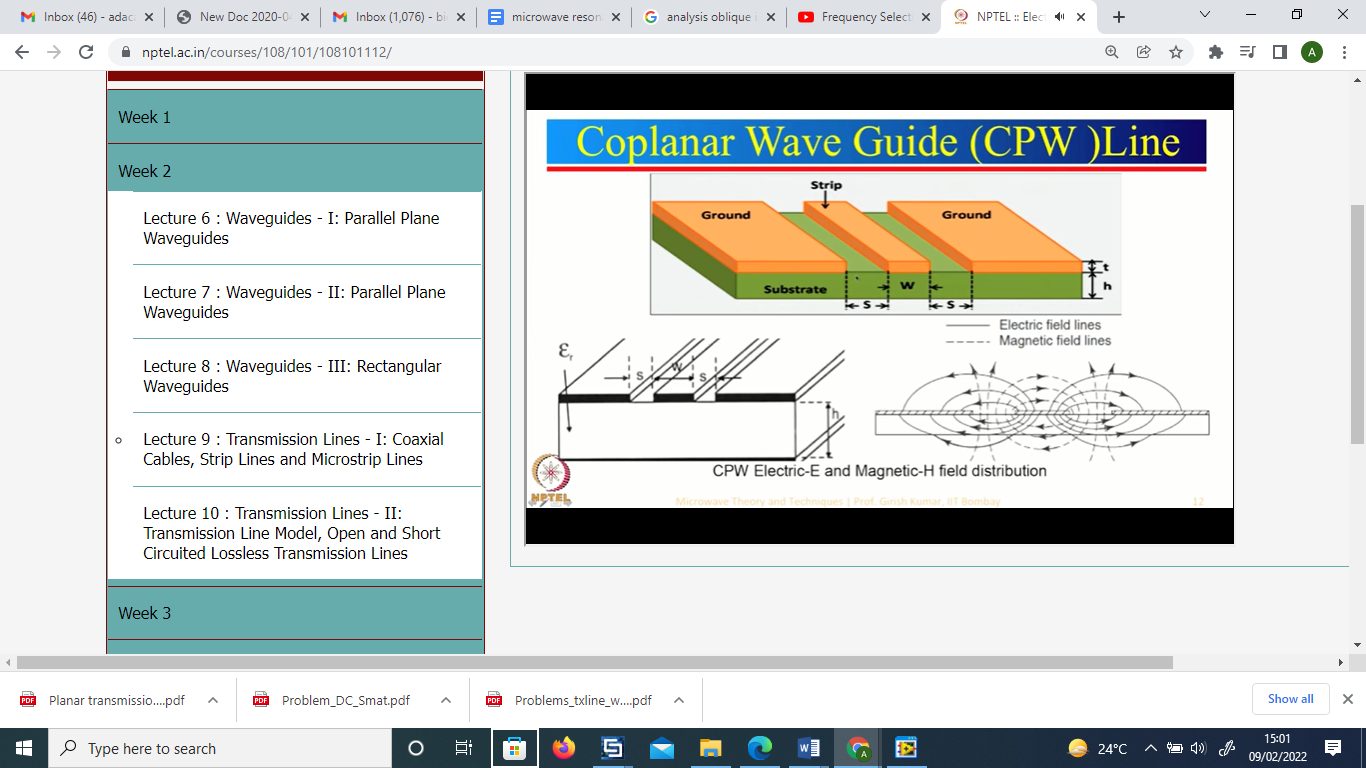 Inbox (46) - adac
New Doc 2020-0
Inbox (1,076) - bi
microwave reson
analysis oblique i
Frequency Select
NPTEL :: Elec
nptel.ac.in/courses/108/101/108101112/
A
Week 1
Week 2
Lecture 6 : Waveguides - I: Parallel Plane
Waveguides
Lecture 7 : Waveguides - II: Parallel Plane
Waveguides
Lecture 8 : Waveguides - III: Rectangular
Waveguides
Lecture 9 : Transmission Lines - I: Coaxial
Cables, Strip Lines and Microstrip Lines
Lecture 10 : Transmission Lines - II:
Transmission Line Model, Open and Short
Circuited Lossless Transmission Lines
Week 3
Coplanar Wave Guide (CPW )Line
Strip
Ground
Ground
t
h
Substrate
W
S
S
Electric field lines
Magnetic field lines
εr
S
W
S
h
CPW Electric-E and Magnetic-H field distribution
NPTEL
Microwave Theory and Techniques | Prof. Girish Kumar, IIT Bombay
12
PDF
Planar transmissio....pdf
PDF
Problem_DC_Smat.pdf
PDF
Problems_txline_w....pdf
Show all
Type here to search
A
24°C
15:01
09/02/2022